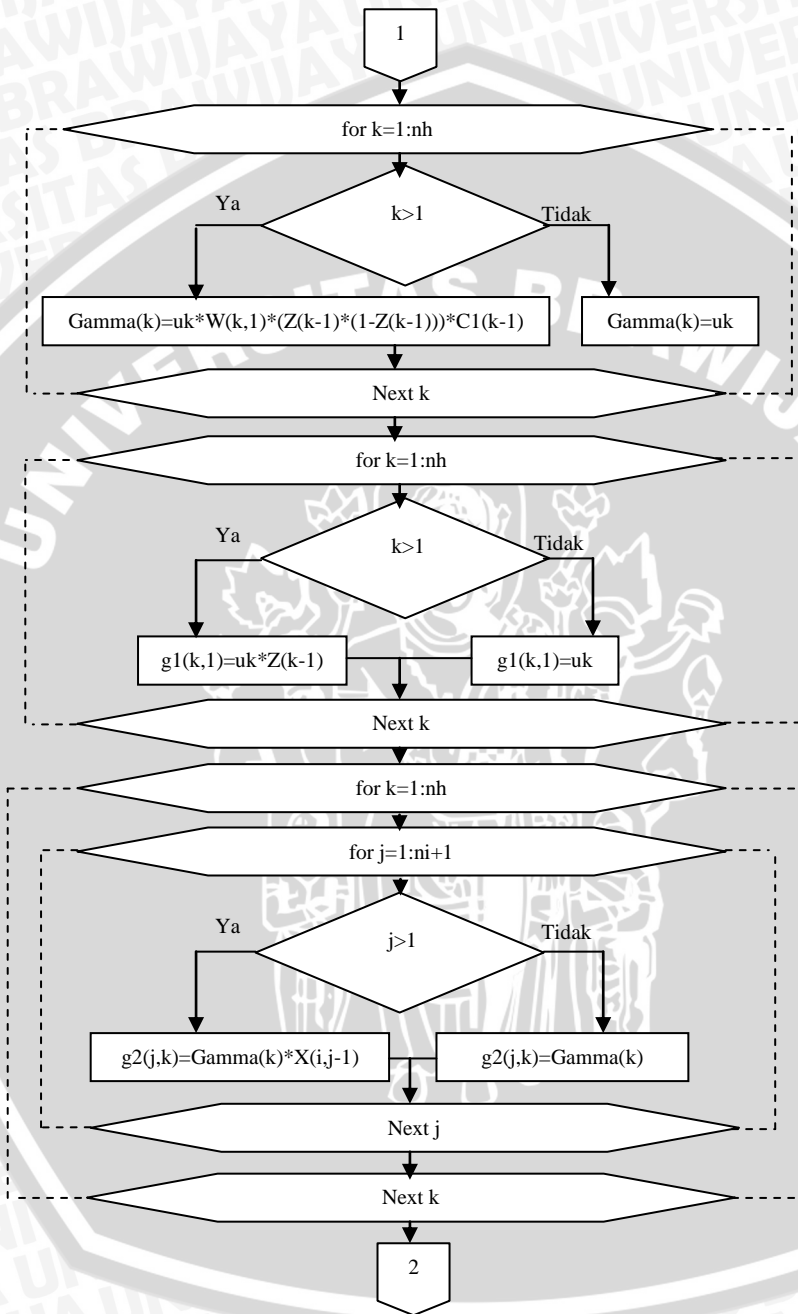 1
for k=1:nh
k>1
Ya
Tidak
Gamma(k)=uk*W(k,1)*(Z(k-1)*(1-Z(k-1)))*C1(k-1)
Gamma(k)=uk
Next k
for k=1:nh
k>1
Ya
Tidak
g1(k,1)=uk*Z(k-1)
g1(k,1)=uk
Next k
for k=1:nh
for j=1:ni+1
j>1
Ya
Tidak
g2(j,k)=Gamma(k)*X(i,j-1)
g2(j,k)=Gamma(k)
Next j
Next k
2